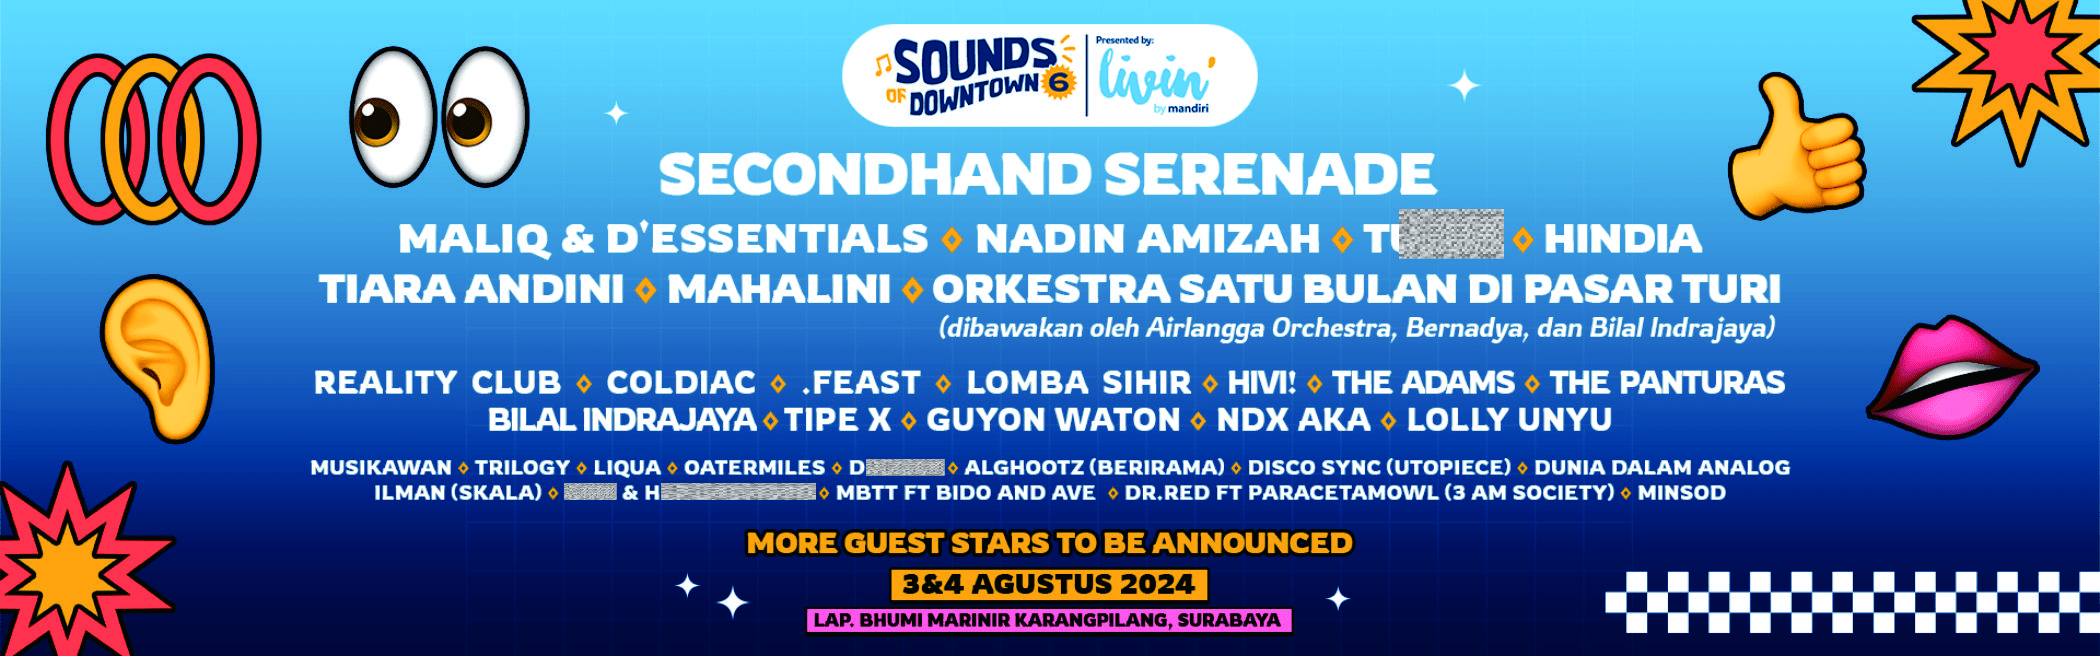 SOUNDS
OF DOWNTOWN 6
Presented by:
livin'
by mandiri
SECONDHAND SERENADE
MALIQ & D'ESSENTIALS NADIN AMIZAH HINDIA
TIARA ANDINI MAHALINI ORKESTRA SATU BULAN DI PASAR TURI
(dibawakan oleh Airlangga Orchestra, Bernadya, dan Bilal Indrajaya)
REALITY CLUB COLDIAC .FEAST LOMBA SIHIR HIVI! THE ADAMS THE PANTURAS
BILAL INDRAJAYA TIPE X GUYON WATON NDX AKA LOLLY UNYU
MUSIKAWAN TRILOGY LIQUA OATERMILES ALGHOOTZ (BERIRAMA) DISCO SYNC (UTOPIECE) DUNIA DALAM ANALOG
ILMAN (SKALA) & MBTT FT BIDO AND AVE DR.RED FT PARACETAMOWL (3 AM SOCIETY) MINSOD
MORE GUEST STARS TO BE ANNOUNCED
3&4 AGUSTUS 2024
LAP. BHUMI MARINIR KARANGPILANG, SURABAYA